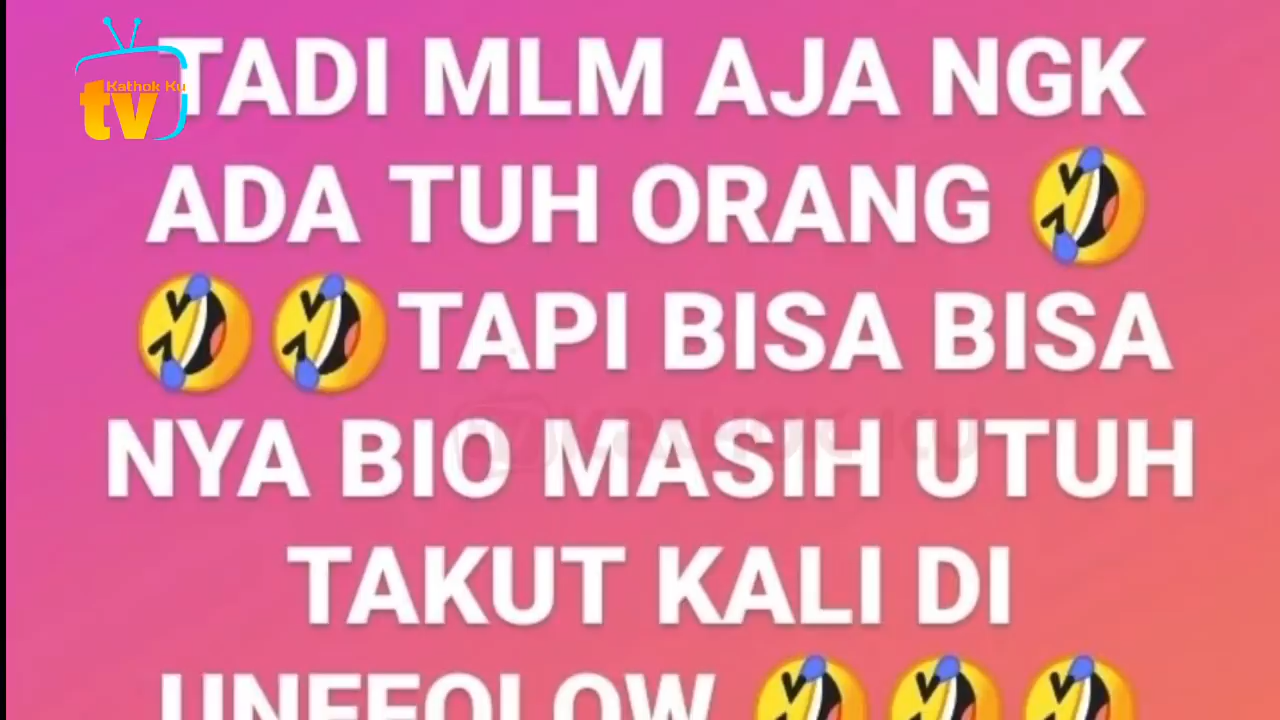 Kathok Ku
tv
TADI MLM AJA NGK
ADA TUH ORANG 🤣
🤣🤣TAPI BISA BISA
NYA BIO MASIH UTUH
TAKUT KALI DI
UNFFOLOW 🤣🤣🤣